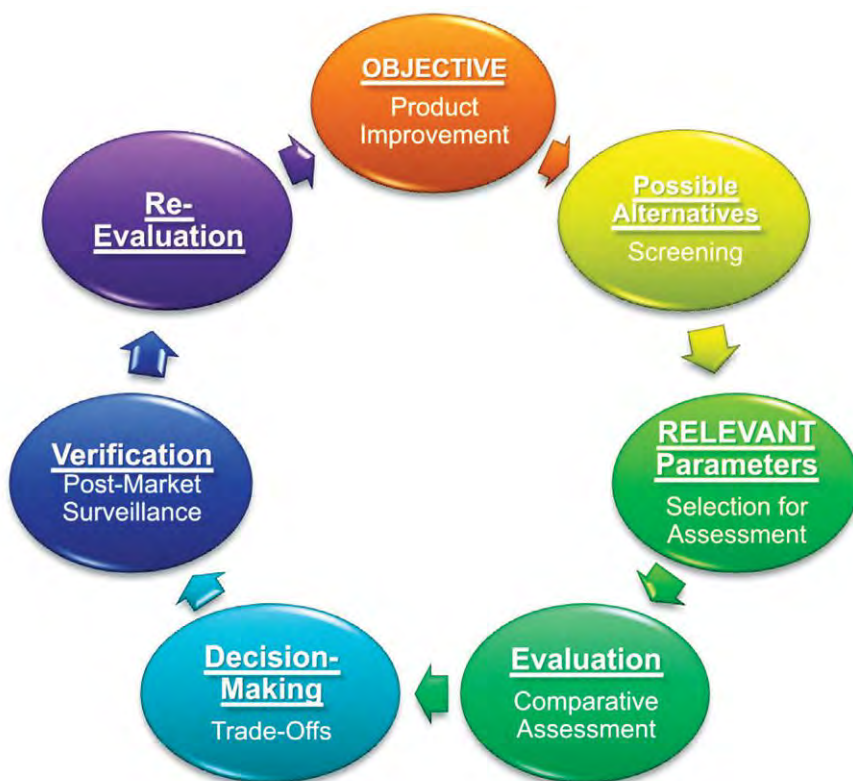 OBJECTIVE
Product
Improvement
Possible
Alternatives
Screening
RELEVANT
Parameters
Selection for
Assessment
Evaluation
Comparative
Assessment
Decision-
Making
Trade-Offs
Verification
Post-Market
Surveillance
Re-
Evaluation